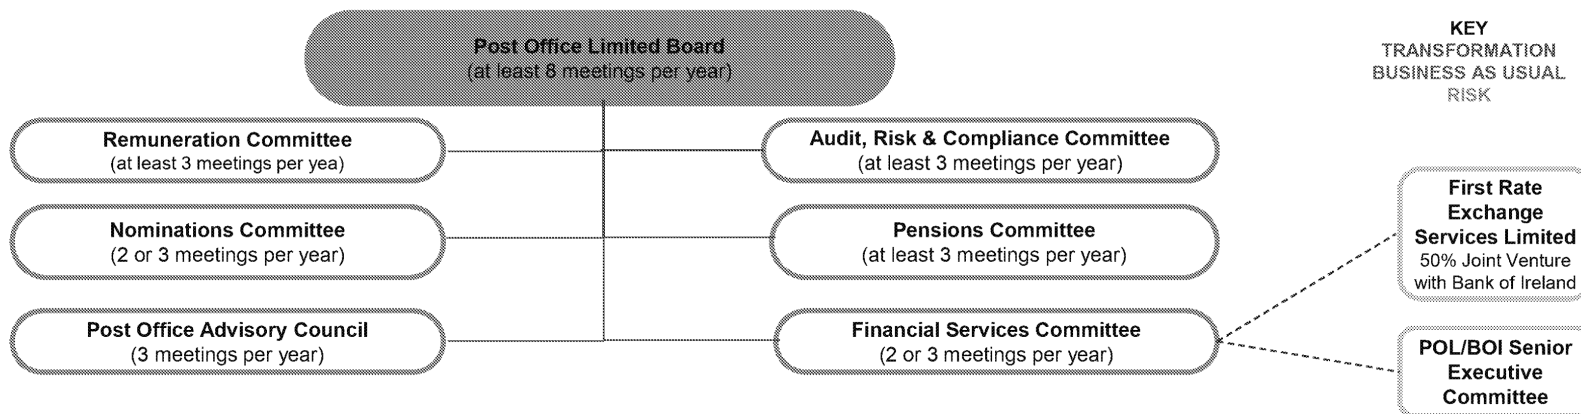 Post Office Limited Board
(at least 8 meetings per year)
KEY
TRANSFORMATION
BUSINESS AS USUAL
RISK
Remuneration Committee
(at least 3 meetings per yea)
Audit, Risk & Compliance Committee
(at least 3 meetings per year)
Nominations Committee
(2 or 3 meetings per year)
Pensions Committee
(at least 3 meetings per year)
First Rate
Exchange
Services Limited
50% Joint Venture
with Bank of Ireland
Post Office Advisory Council
(3 meetings per year)
Financial Services Committee
(2 or 3 meetings per year)
POL/BOI Senior
Executive
Committee